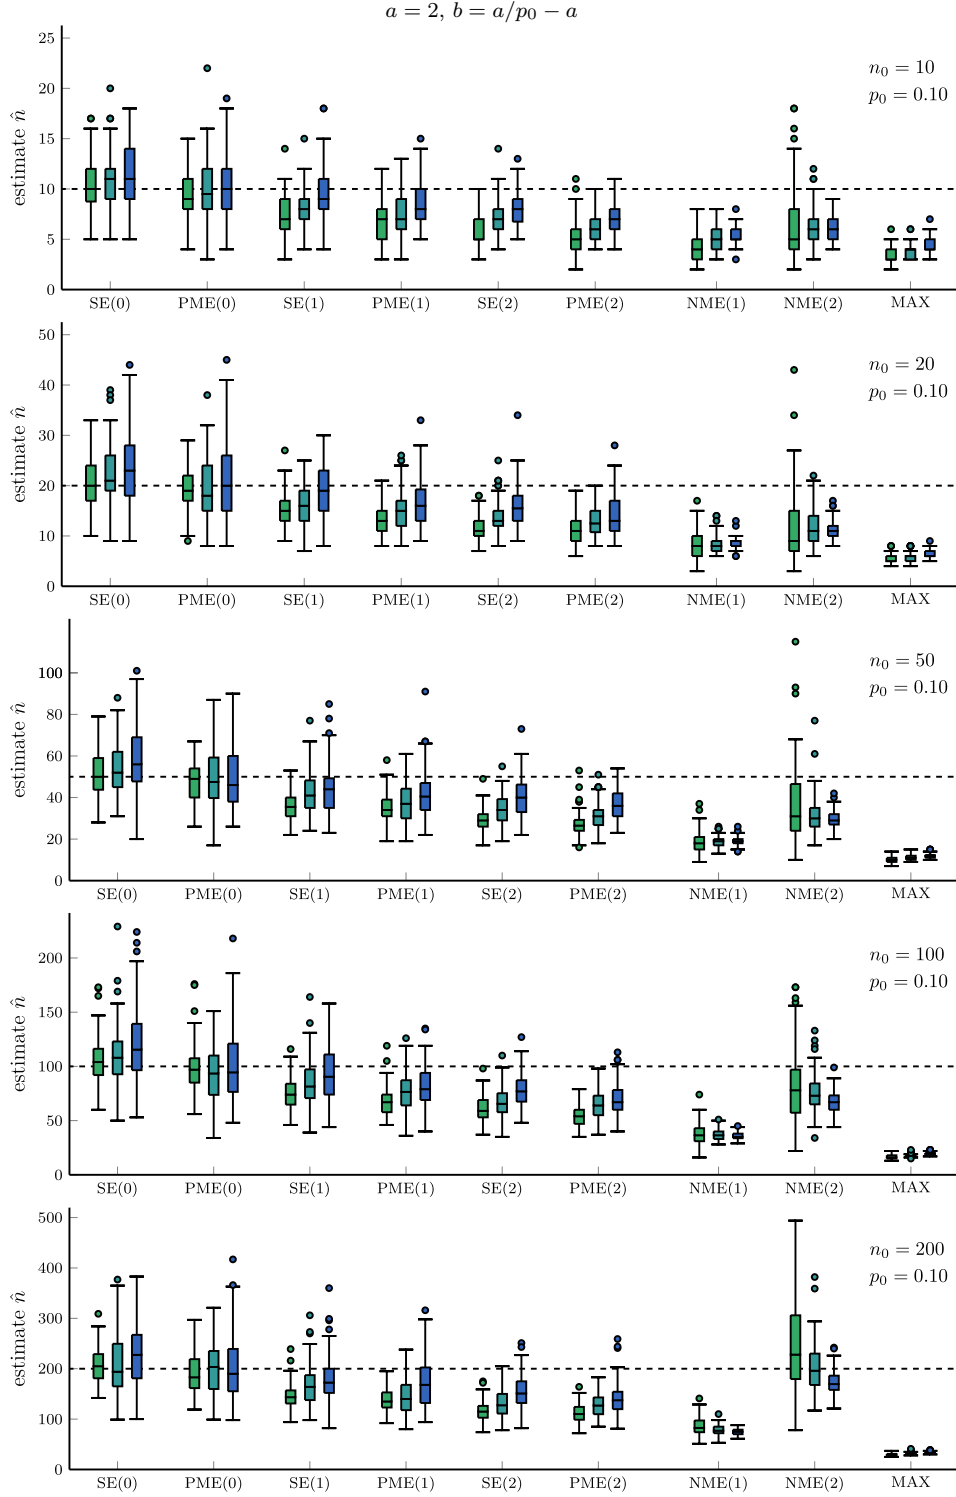 a = 2, b = a/p₀ − a
25
20
15
10
5
0
estimate n̂
n₀ = 10
p₀ = 0.10
SE(0) PME(0) SE(1) PME(1) SE(2) PME(2) NME(1) NME(2) MAX
50
40
30
20
10
0
estimate n̂
n₀ = 20
p₀ = 0.10
SE(0) PME(0) SE(1) PME(1) SE(2) PME(2) NME(1) NME(2) MAX
100
80
60
40
20
0
estimate n̂
n₀ = 50
p₀ = 0.10
SE(0) PME(0) SE(1) PME(1) SE(2) PME(2) NME(1) NME(2) MAX
200
150
100
50
0
estimate n̂
n₀ = 100
p₀ = 0.10
SE(0) PME(0) SE(1) PME(1) SE(2) PME(2) NME(1) NME(2) MAX
500
400
300
200
100
0
estimate n̂
n₀ = 200
p₀ = 0.10
SE(0) PME(0) SE(1) PME(1) SE(2) PME(2) NME(1) NME(2) MAX